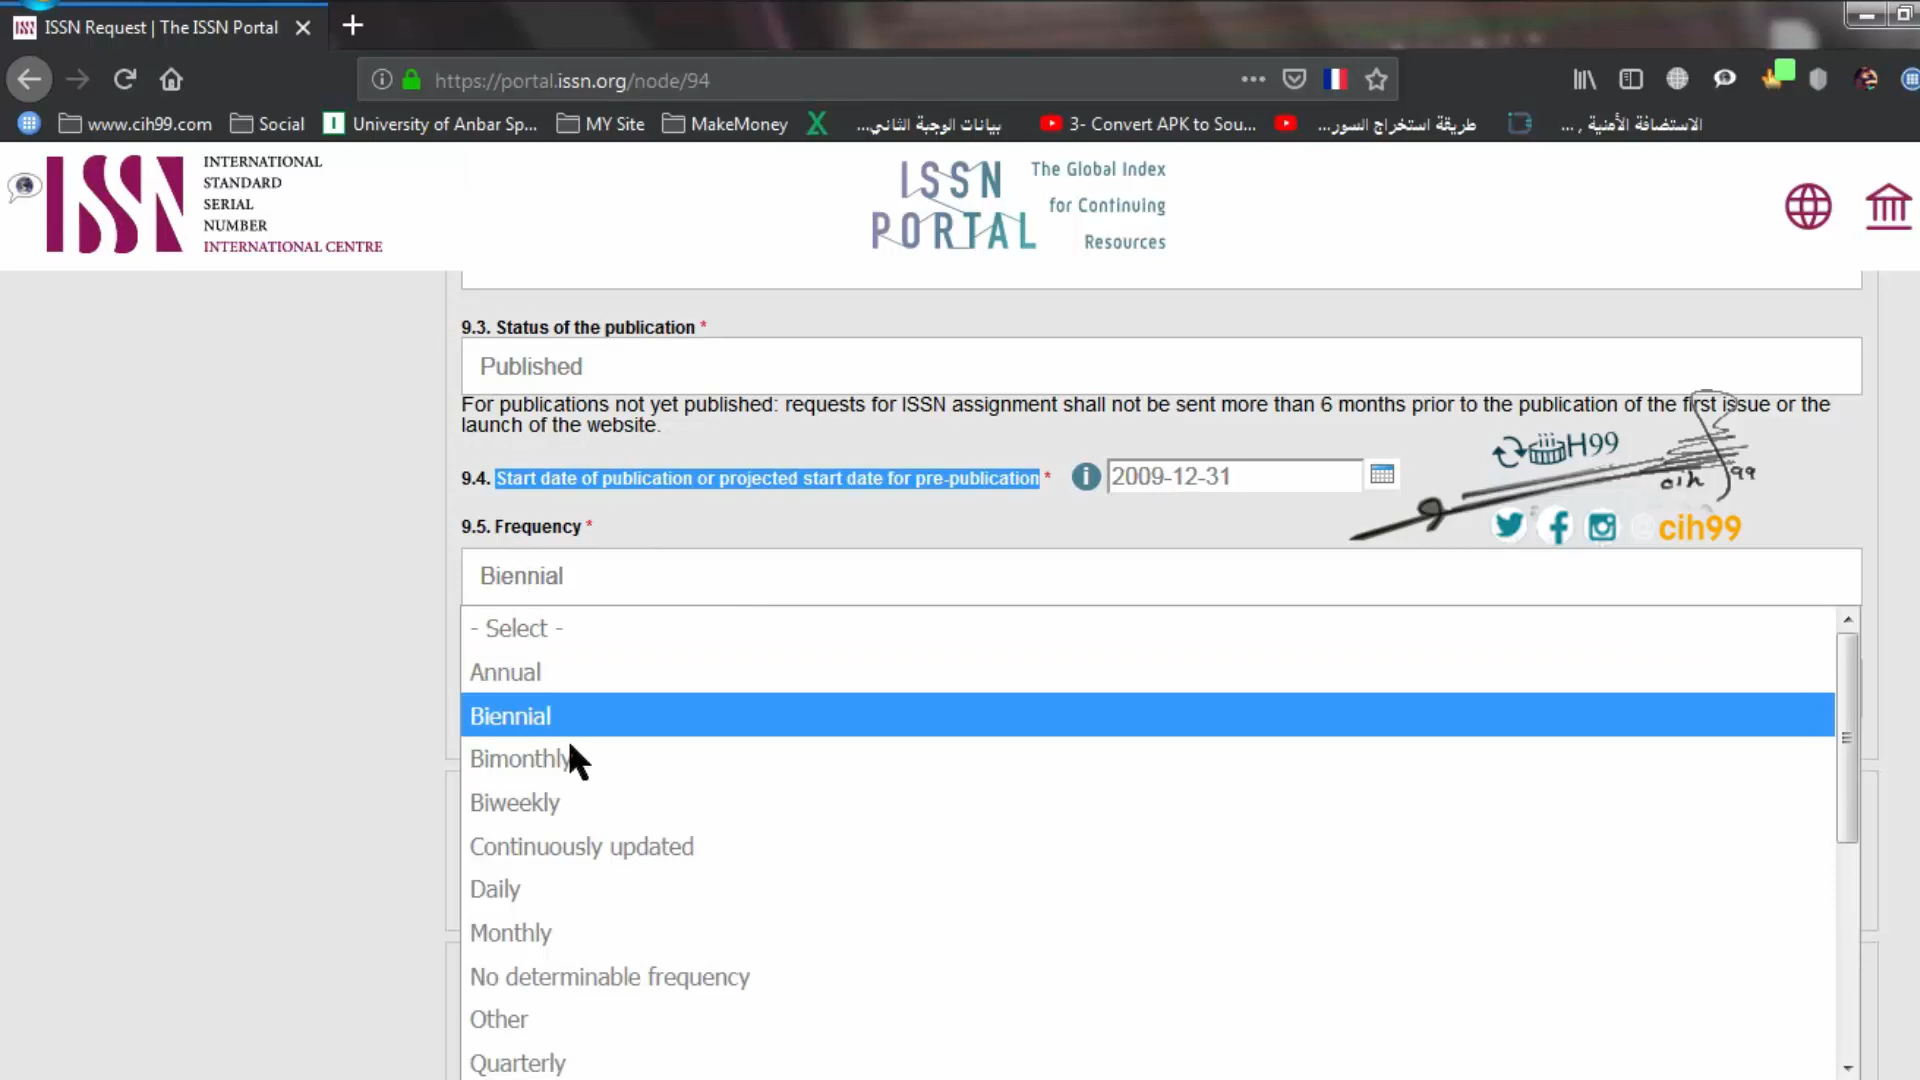 ISSN Request | The ISSN Portal
https://portal.issn.org/node/94
www.cih99.com
Social
University of Anbar Sp...
MY Site
MakeMoney
بيانات الوجبة الثاني...
3- Convert APK to Sou...
طريقة استخراج السور...
الاستضافة الأمنية , ...
ISSN
INTERNATIONAL
STANDARD
SERIAL
NUMBER
INTERNATIONAL CENTRE
ISSN
PORTAL
The Global Index
for Continuing
Resources
9.3. Status of the publication *
Published
For publications not yet published: requests for ISSN assignment shall not be sent more than 6 months prior to the publication of the first issue or the
launch of the website.
H99
cih 99
9.4. Start date of publication or projected start date for pre-publication *
2009-12-31
@cih99
9.5. Frequency *
Biennial
- Select -
Annual
Biennial
Bimonthly
Biweekly
Continuously updated
Daily
Monthly
No determinable frequency
Other
Quarterly